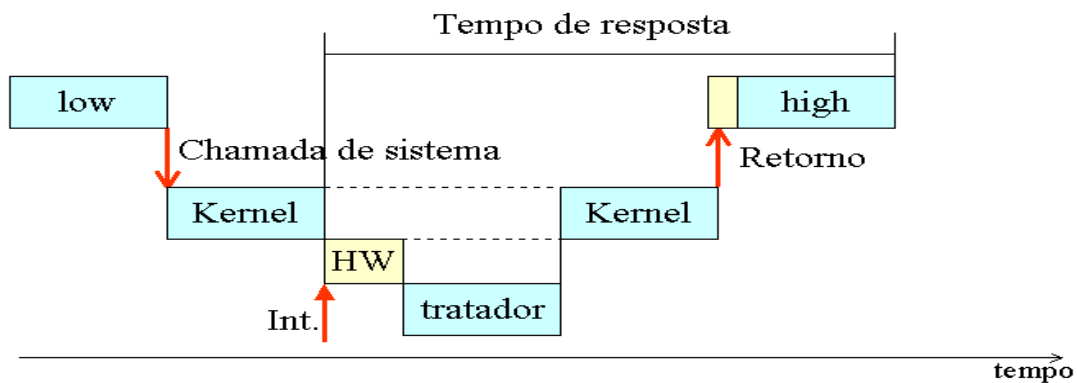 Tempo de resposta
low
high
Chamada de sistema
Retorno
Kernel
Kernel
HW
Int.
tratador
tempo